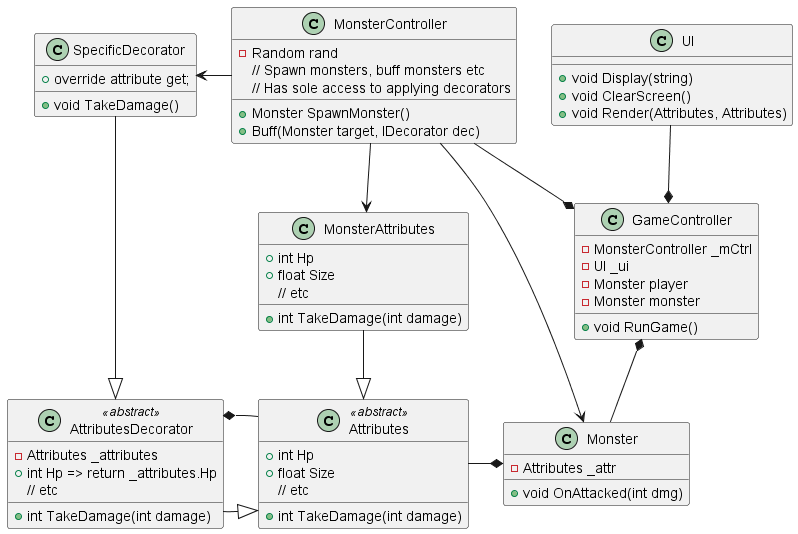 C MonsterController
Random rand
// Spawn monsters, buff monsters etc
// Has sole access to applying decorators
Monster SpawnMonster()
Buff(Monster target, IDecorator dec)
C SpecificDecorator
override attribute get;
void TakeDamage()
C UI
void Display(string)
void ClearScreen()
void Render(Attributes, Attributes)
C MonsterAttributes
int Hp
float Size
// etc
int TakeDamage(int damage)
C GameController
MonsterController _mCtrl
UI _ui
Monster player
Monster monster
void RunGame()
C «abstract»
AttributesDecorator
Attributes _attributes
int Hp => return _attributes.Hp
// etc
int TakeDamage(int damage)
C «abstract»
Attributes
int Hp
float Size
// etc
int TakeDamage(int damage)
C Monster
Attributes _attr
void OnAttacked(int dmg)